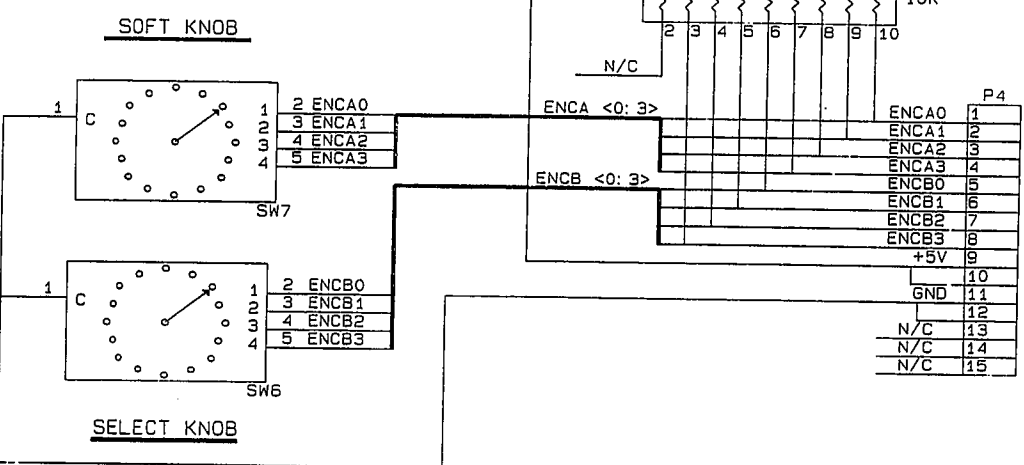 10K
SOFT KNOB
2 3 4 5 6 7 8 9 10
N/C
P4
1 C 1 2 ENCA0
2 3 ENCA1
3 4 ENCA2
4 5 ENCA3
SW7
ENCA <0:3>
ENCB <0:3>
ENCA0 1
ENCA1 2
ENCA2 3
ENCA3 4
ENCB0 5
ENCB1 6
ENCB2 7
ENCB3 8
+5V 9
10
GND 11
12
N/C 13
N/C 14
N/C 15
1 C 1 2 ENCB0
2 3 ENCB1
3 4 ENCB2
4 5 ENCB3
SW6
SELECT KNOB